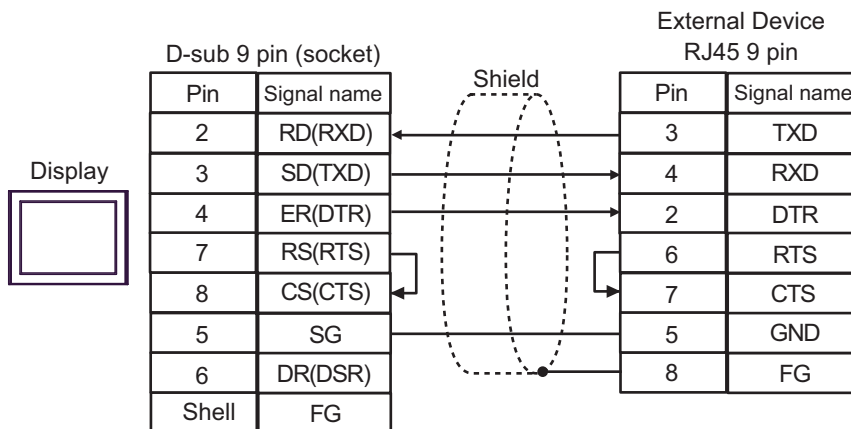 External Device
D-sub 9 pin (socket)
RJ45 9 pin
Shield
Pin Signal name
Pin Signal name
2 RD(RXD)
3 TXD
Display
3 SD(TXD)
4 RXD
4 ER(DTR)
2 DTR
7 RS(RTS)
6 RTS
8 CS(CTS)
7 CTS
5 SG
5 GND
6 DR(DSR)
8 FG
Shell FG